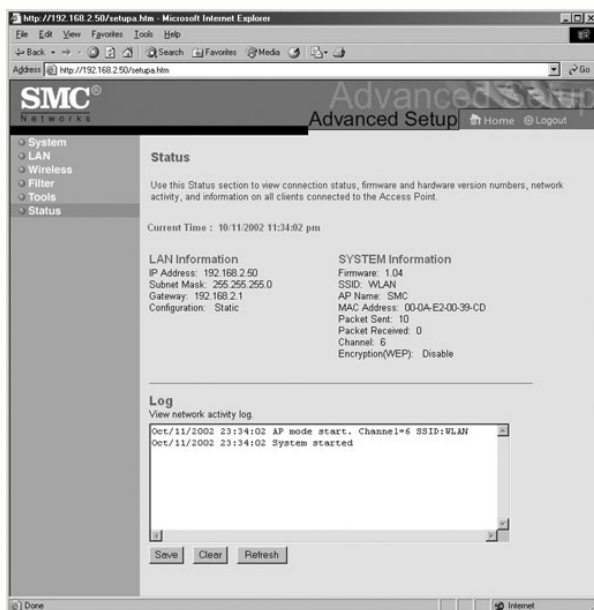 http://192.168.2.50/setupa.htm - Microsoft Internet Explorer
File Edit View Favorites Tools Help
Back Search Favorites Media
Address http://192.168.2.50/setupa.htm Go
SMC®
Networks
Advanced Setup
Advanced Setup Home Logout
System
LAN
Wireless
Filter
Tools
Status
Status
Use this Status section to view connection status, firmware and hardware version numbers, network
activity, and information on all clients connected to the Access Point.
Current Time : 10/11/2002 11:34:02 pm
LAN Information
IP Address: 192.168.2.50
Subnet Mask: 255.255.255.0
Gateway: 192.168.2.1
Configuration: Static
SYSTEM Information
Firmware: 1.04
SSID: WLAN
AP Name: SMC
MAC Address: 00-0A-E2-00-39-CD
Packet Sent: 10
Packet Received: 0
Channel: 6
Encryption(WEP): Disable
Log
View network activity log.
Oct/11/2002 23:34:02 AP mode start. Channel=6 SSID:WLAN
Oct/11/2002 23:34:02 System started
Save Clear Refresh
Done Internet